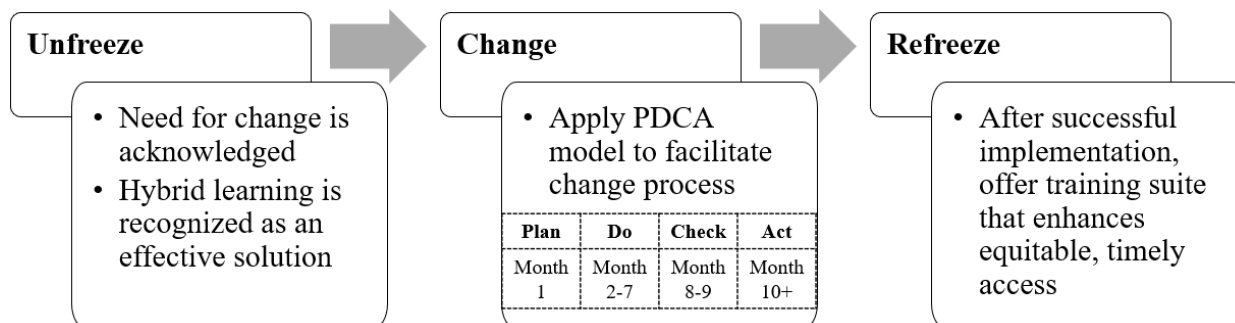 Unfreeze
• Need for change is
acknowledged
• Hybrid learning is
recognized as an
effective solution
Change
• Apply PDCA
model to facilitate
change process
Plan Do Check Act
Month Month Month Month
1 2-7 8-9 10+
Refreeze
• After successful
implementation,
offer training suite
that enhances
equitable, timely
access